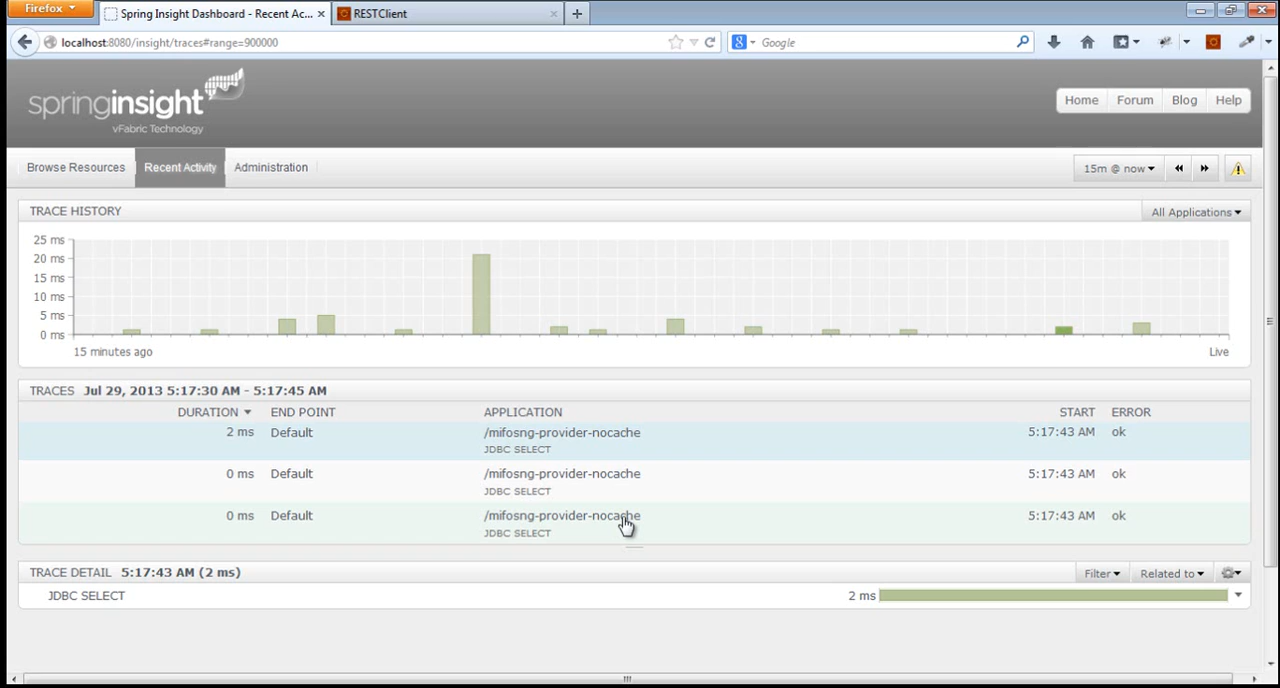 Firefox
Spring Insight Dashboard - Recent Ac...
RESTClient
localhost:8080/insight/traces#range=900000
Google
springinsight
vFabric Technology
Home Forum Blog Help
Browse Resources Recent Activity Administration
15m @ now
TRACE HISTORY
All Applications
25 ms
20 ms
15 ms
10 ms
5 ms
0 ms
15 minutes ago Live
TRACES Jul 29, 2013 5:17:30 AM - 5:17:45 AM
DURATION END POINT APPLICATION START ERROR
2 ms Default /mifosng-provider-nocache 5:17:43 AM ok
JDBC SELECT
0 ms Default /mifosng-provider-nocache 5:17:43 AM ok
JDBC SELECT
0 ms Default /mifosng-provider-nocache 5:17:43 AM ok
JDBC SELECT
TRACE DETAIL 5:17:43 AM (2 ms)
Filter Related to
JDBC SELECT 2 ms